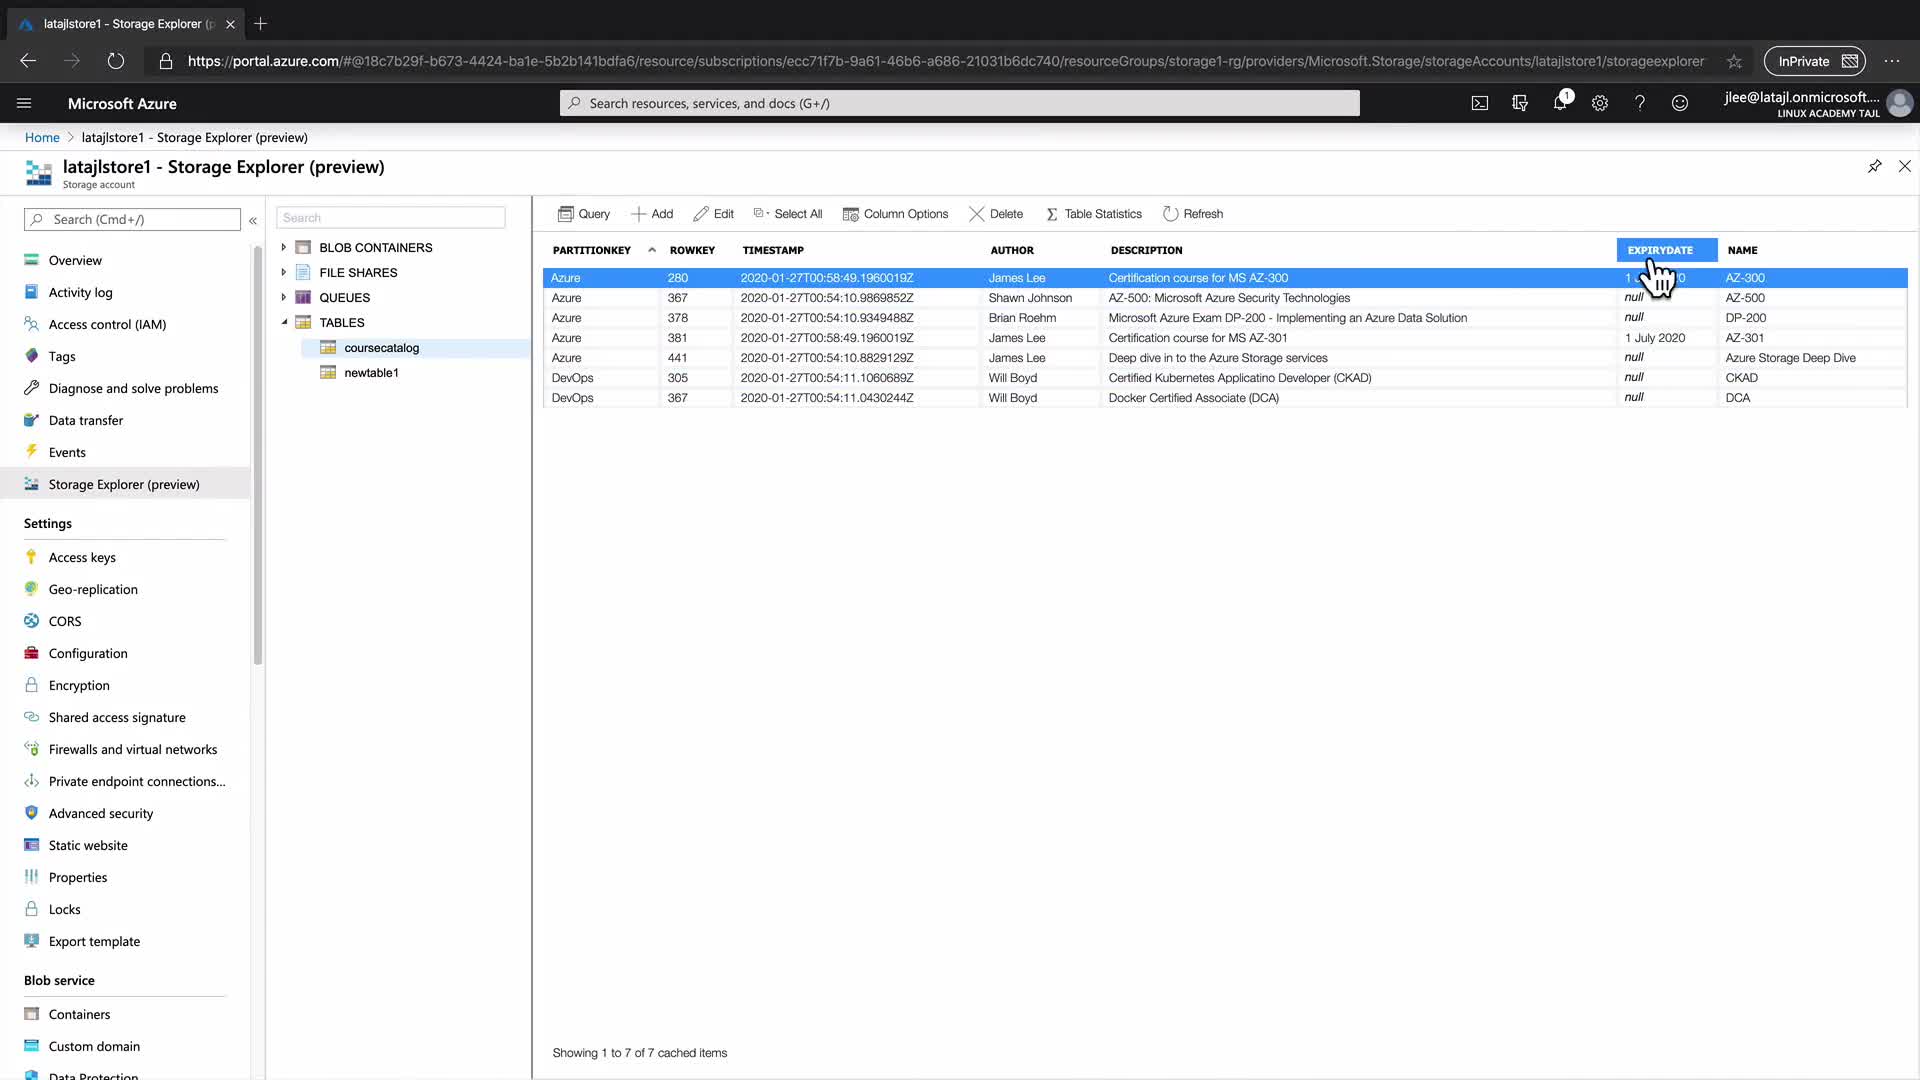 latajlstore1 - Storage Explorer (p
https://portal.azure.com/#@18c7b29f-b673-4424-ba1e-5b2b141bdfa6/resource/subscriptions/ecc71f7b-9a61-46b6-a686-21031b6dc740/resourceGroups/storage1-rg/providers/Microsoft.Storage/storageAccounts/latajlstore1/storageexplorer
InPrivate
Microsoft Azure
Search resources, services, and docs (G+/)
1
jlee@latajl.onmicrosoft....
LINUX ACADEMY TAJL
Home > latajlstore1 - Storage Explorer (preview)
latajlstore1 - Storage Explorer (preview)
Storage account
Search (Cmd+/)
Overview
Activity log
Access control (IAM)
Tags
Diagnose and solve problems
Data transfer
Events
Storage Explorer (preview)
Settings
Access keys
Geo-replication
CORS
Configuration
Encryption
Shared access signature
Firewalls and virtual networks
Private endpoint connections...
Advanced security
Static website
Properties
Locks
Export template
Blob service
Containers
Custom domain
Data Protection
Search
BLOB CONTAINERS
FILE SHARES
QUEUES
TABLES
coursecatalog
newtable1
Query Add Edit Select All Column Options Delete Table Statistics Refresh
PARTITIONKEY ROWKEY TIMESTAMP AUTHOR DESCRIPTION EXPIRYDATE NAME
Azure 280 2020-01-27T00:58:49.1960019Z James Lee Certification course for MS AZ-300 1 AZ-300
Azure 367 2020-01-27T00:54:10.9869852Z Shawn Johnson AZ-500: Microsoft Azure Security Technologies null AZ-500
Azure 378 2020-01-27T00:54:10.9349488Z Brian Roehm Microsoft Azure Exam DP-200 - Implementing an Azure Data Solution null DP-200
Azure 381 2020-01-27T00:58:49.1960019Z James Lee Certification course for MS AZ-301 1 July 2020 AZ-301
Azure 441 2020-01-27T00:54:10.8829129Z James Lee Deep dive in to the Azure Storage services null Azure Storage Deep Dive
DevOps 305 2020-01-27T00:54:11.1060689Z Will Boyd Certified Kubernetes Applicatino Developer (CKAD) null CKAD
DevOps 367 2020-01-27T00:54:11.0430244Z Will Boyd Docker Certified Associate (DCA) null DCA
Showing 1 to 7 of 7 cached items